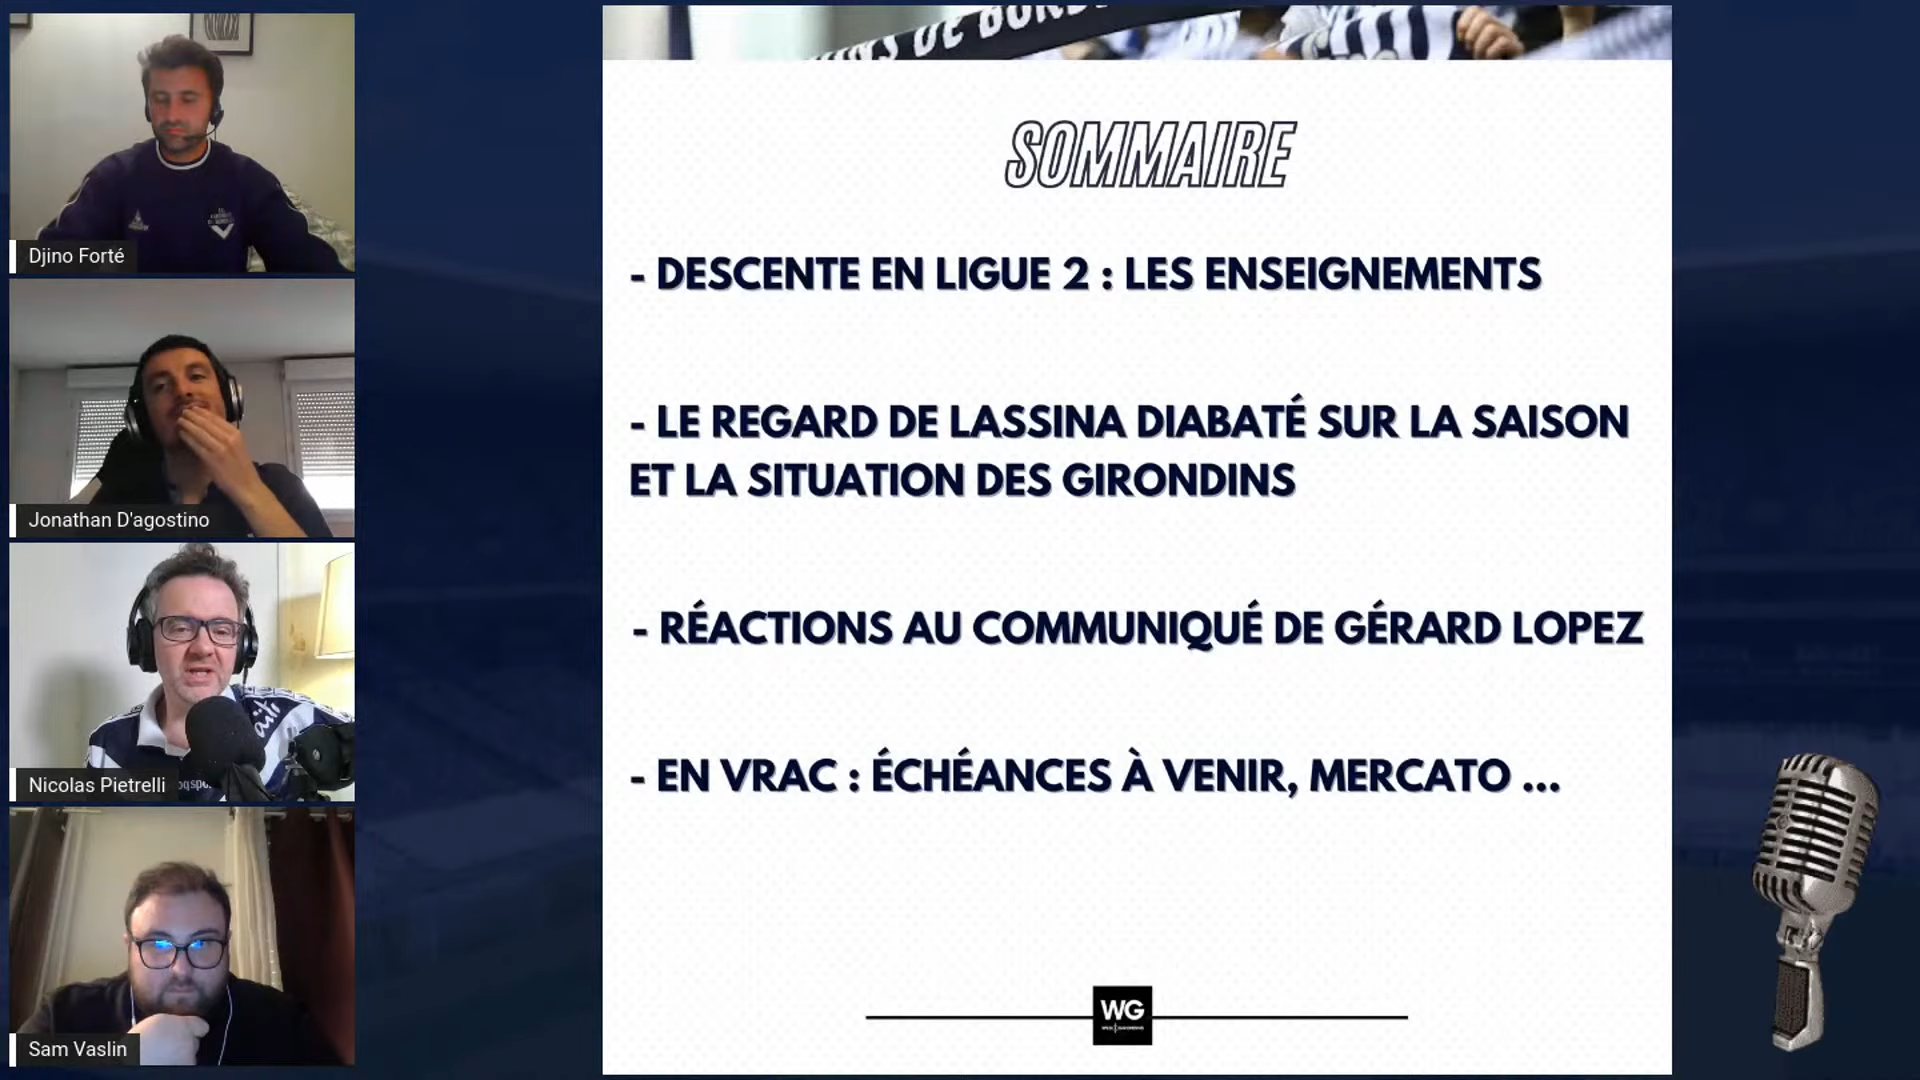 DE BORD
SOMMAIRE
- DESCENTE EN LIGUE 2 : LES ENSEIGNEMENTS
- LE REGARD DE LASSINA DIABATÉ SUR LA SAISON
ET LA SITUATION DES GIRONDINS
- RÉACTIONS AU COMMUNIQUÉ DE GÉRARD LOPEZ
- EN VRAC : ÉCHÉANCES À VENIR, MERCATO ...
WG
Djino Forté
Jonathan D'agostino
Nicolas Pietrelli
Sam Vaslin